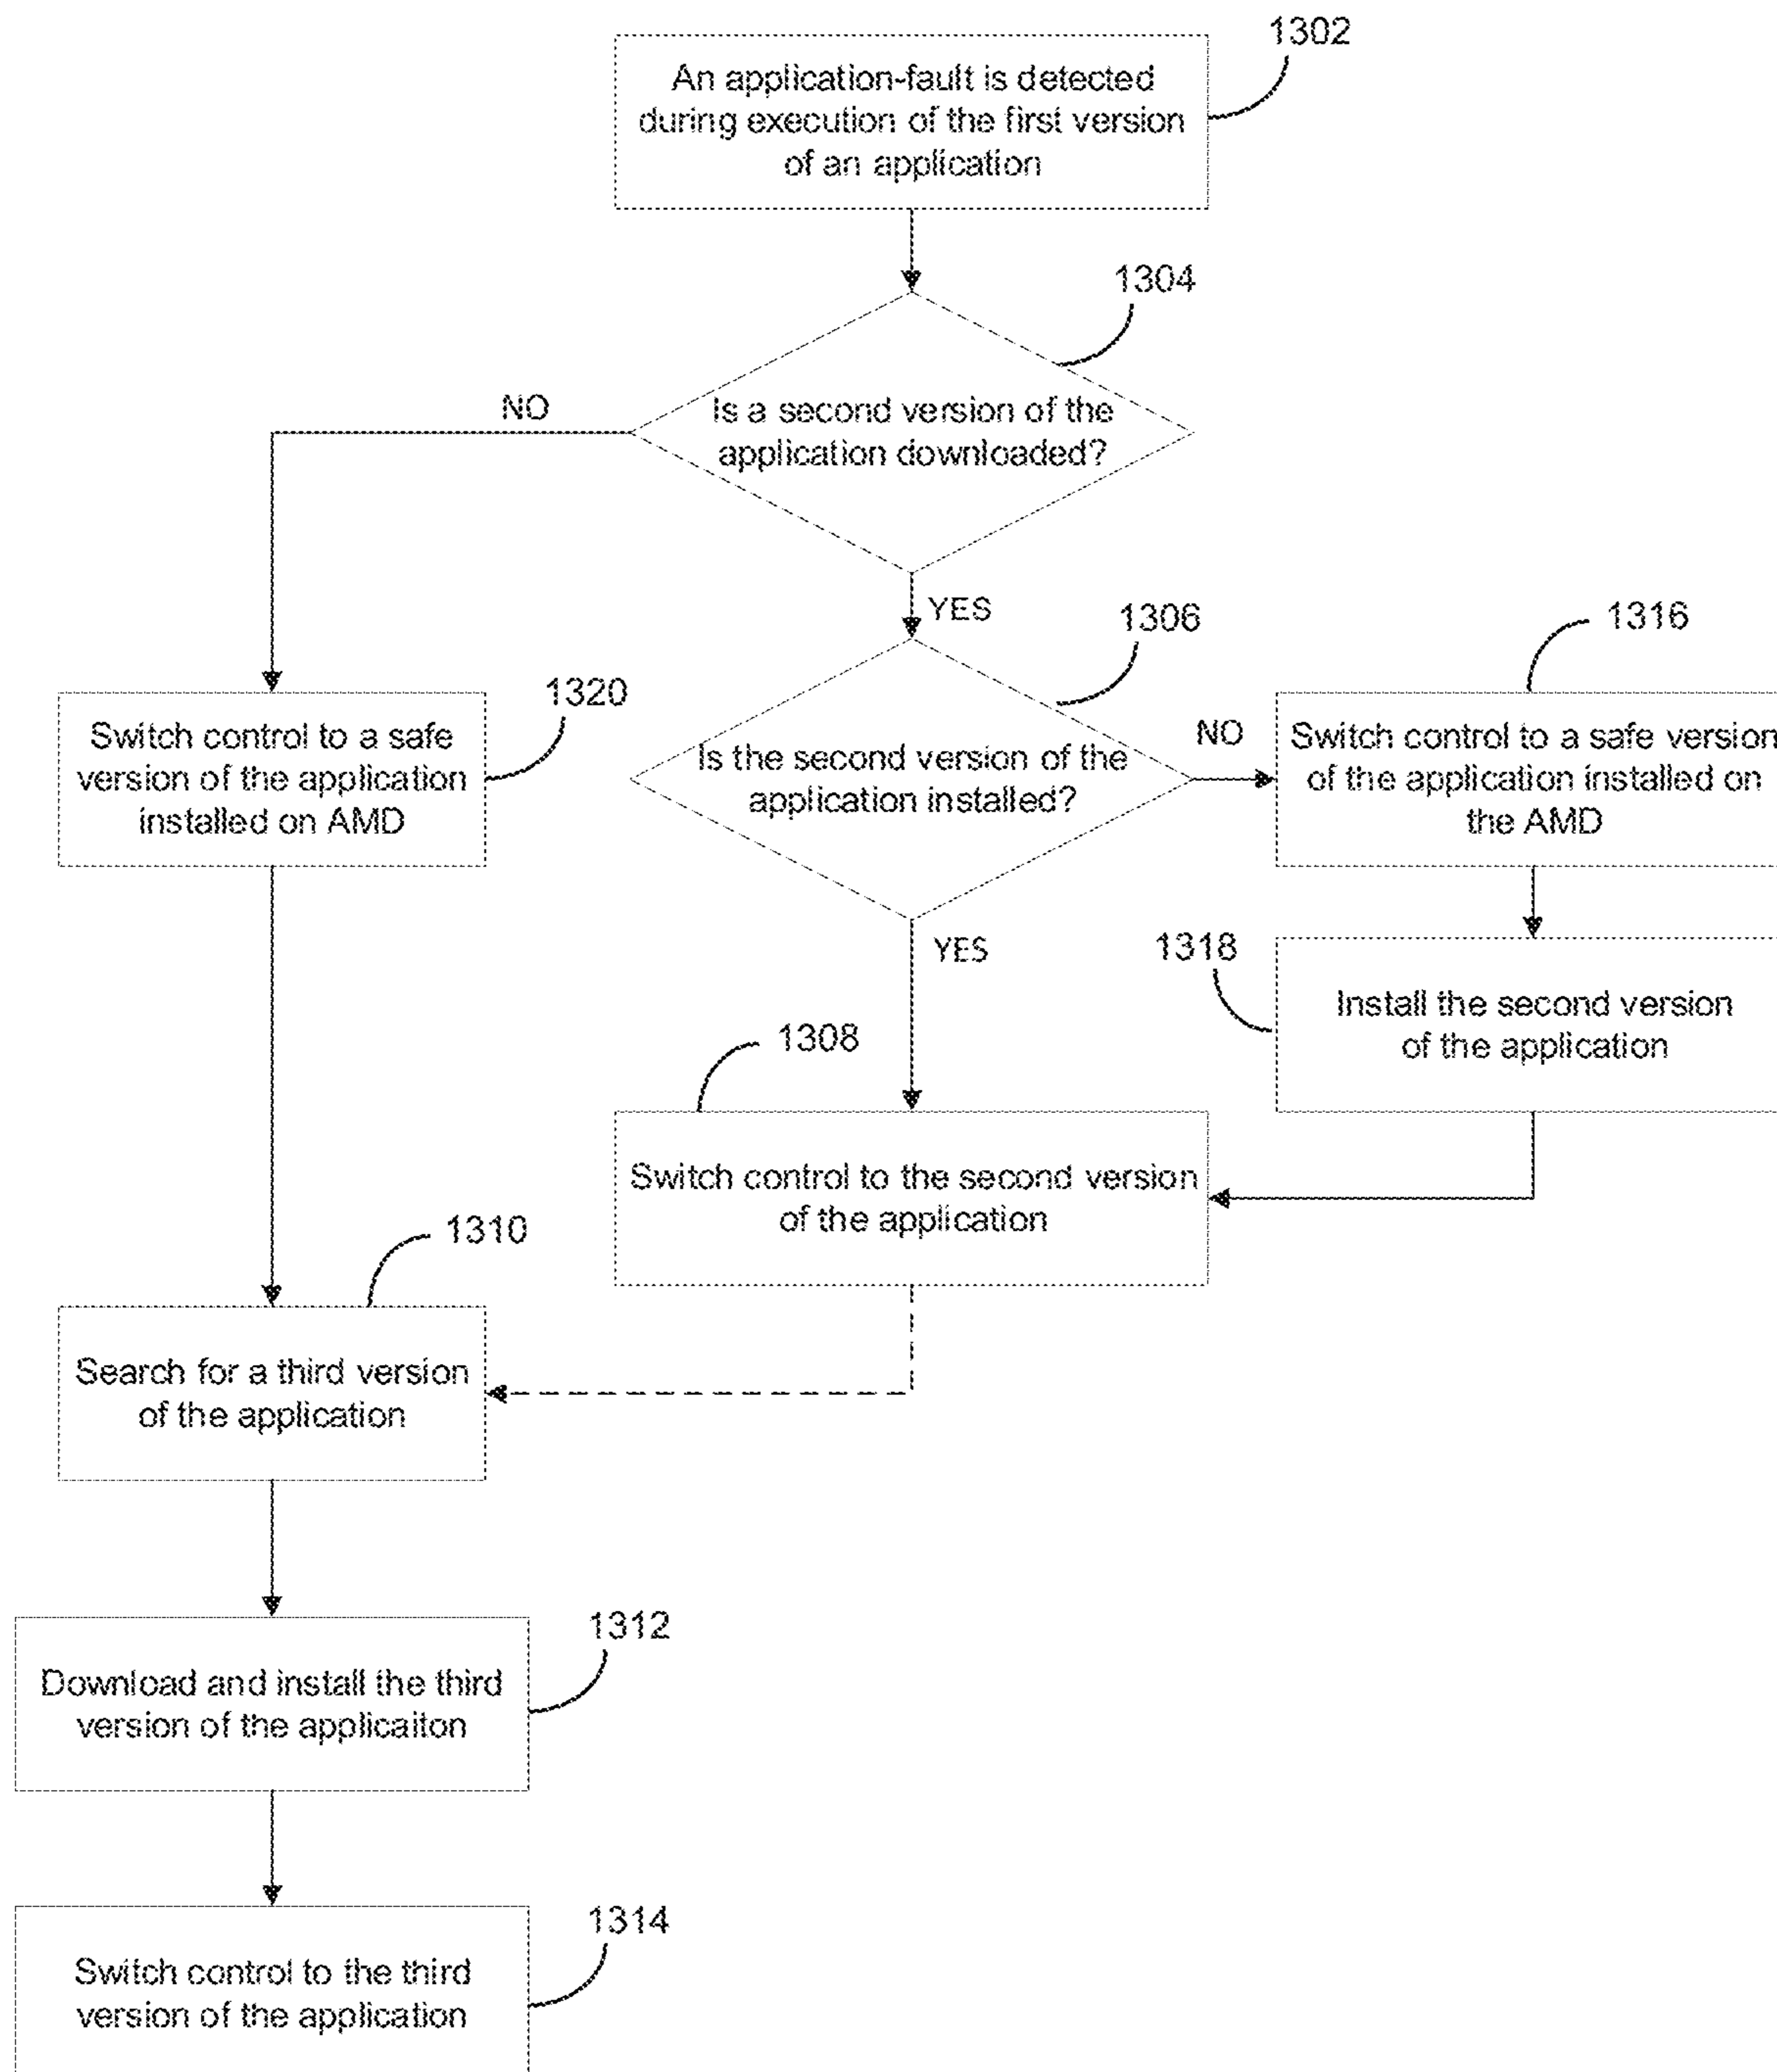 1302
An application-fault is detected
during execution of the first version
of an application
1304
NO
Is a second version of the
application downloaded?
YES
1306
1316
1320
Switch control to a safe
version of the application
installed on AMD
Is the second version of the
application installed?
NO
Switch control to a safe version
of the application installed on
the AMD
YES
1318
Install the second version
of the application
1308
Switch control to the second version
of the application
1310
Search for a third version
of the application
1312
Download and install the third
version of the applicaiton
1314
Switch control to the third
version of the application